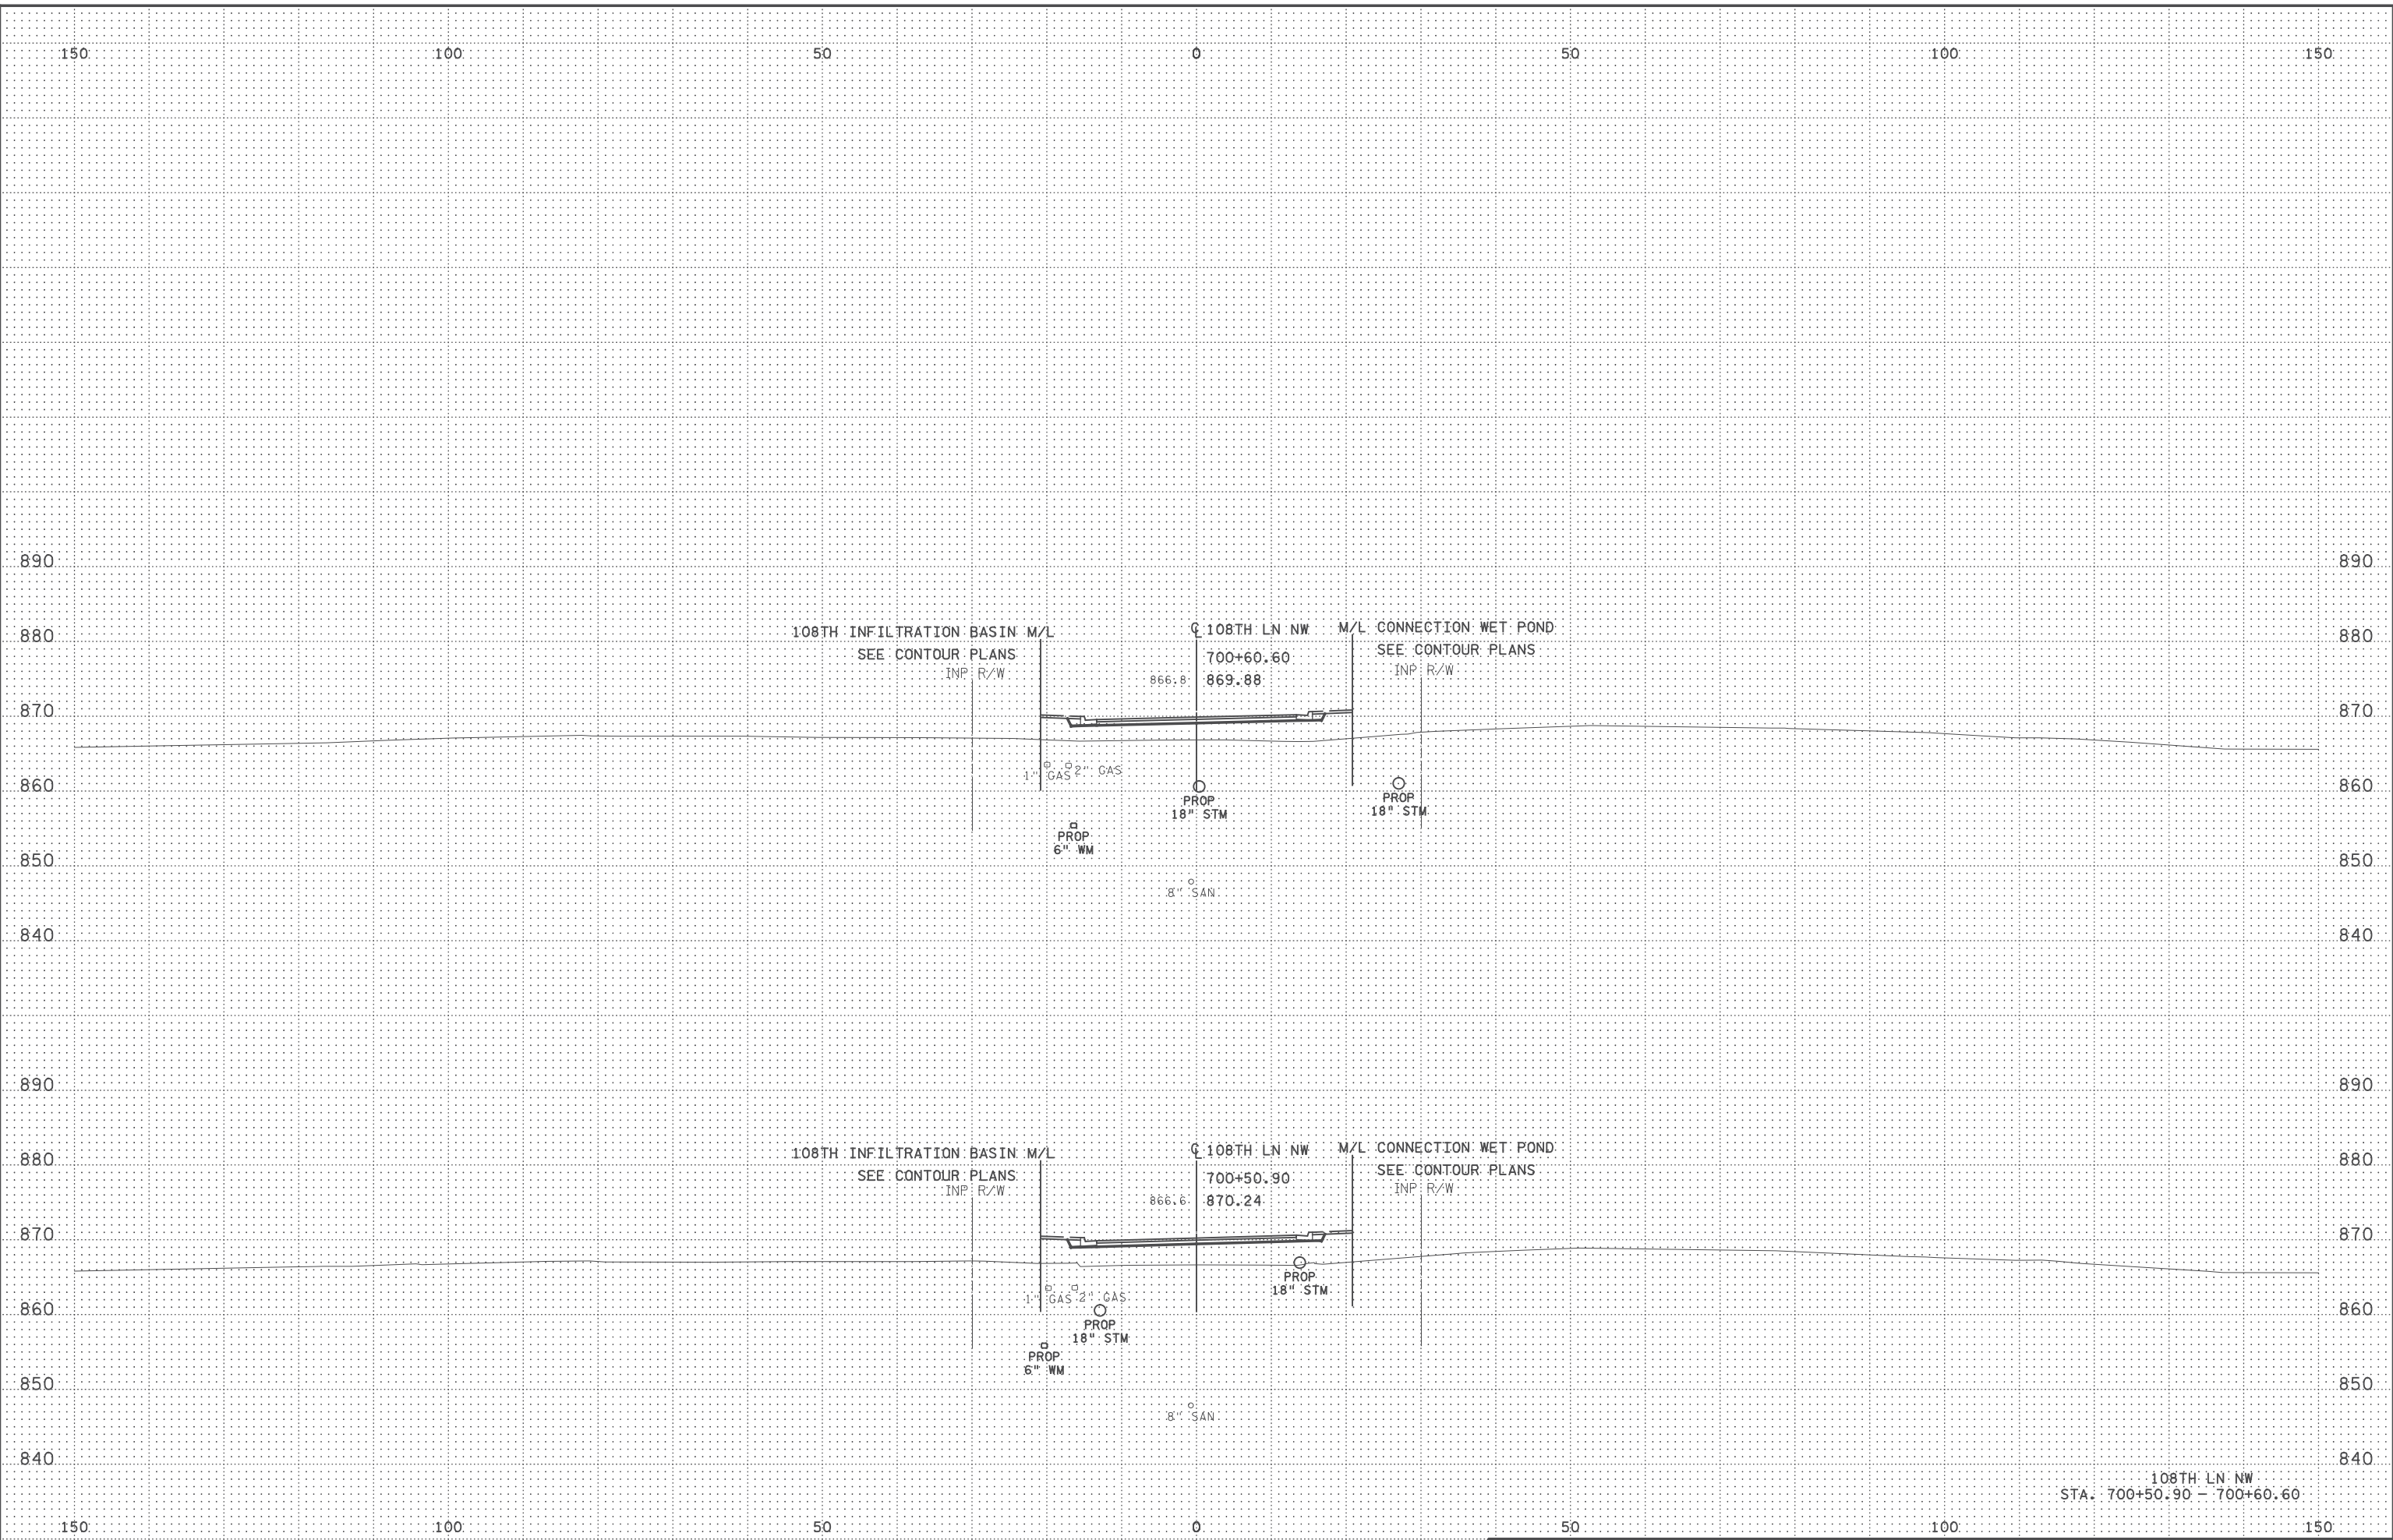 150 100 50 0 50 100 150
890 890
108TH INFILTRATION BASIN M/L
SEE CONTOUR PLANS
INP R/W
℄ 108TH LN NW
700+60.60
866.8 869.88
M/L CONNECTION WET POND
SEE CONTOUR PLANS
INP R/W
880 880
870 870
1" GAS 2" GAS
860 860
PROP
18" STM
PROP
18" STM
PROP
6" WM
850 850
8" SAN
840 840
890 890
108TH INFILTRATION BASIN M/L
SEE CONTOUR PLANS
INP R/W
℄ 108TH LN NW
700+50.90
866.6 870.24
M/L CONNECTION WET POND
SEE CONTOUR PLANS
INP R/W
880 880
870 870
PROP
18" STM
1" GAS 2" GAS
860 860
PROP
18" STM
PROP
6" WM
850 850
8" SAN
840 840
108TH LN NW
STA. 700+50.90 - 700+60.60
150 100 50 0 50 100 150